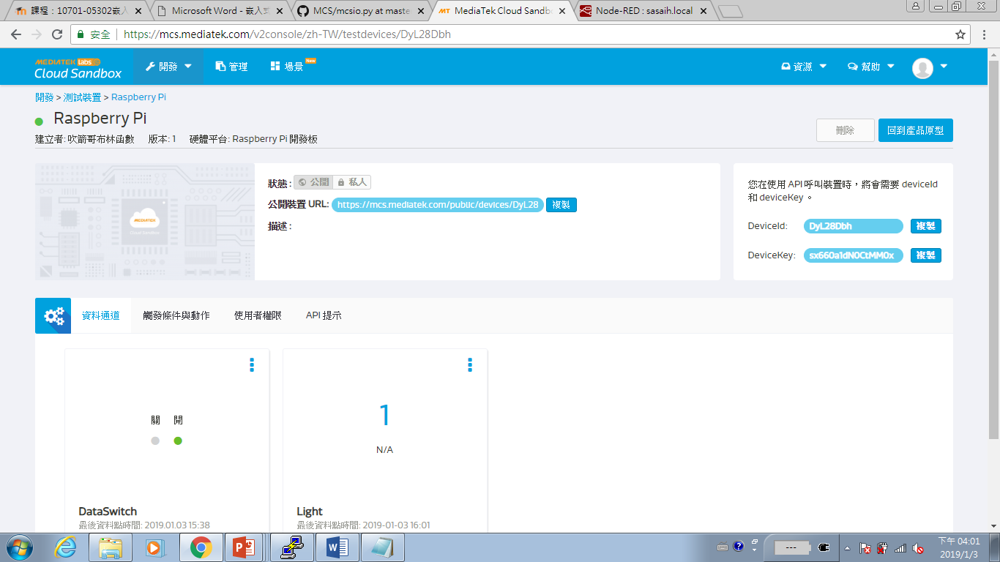 課程：10701-05302嵌入
Microsoft Word - 嵌入式
MCS/mcsio.py at maste
MediaTek Cloud Sandb
Node-RED : sasaih.local
安全 https://mcs.mediatek.com/v2console/zh-TW/testdevices/DyL28Dbh
MEDIATEK labs
Cloud Sandbox
開發 管理 場景 New 資源 幫助
開發 > 測試裝置 > Raspberry Pi
Raspberry Pi
建立者: 吹箭哥布林函數 版本: 1 硬體平台: Raspberry Pi 開發板
刪除 回到產品原型
MEDIATEK
Cloud Sandbox
狀態 : 公開 私人
公開裝置 URL: https://mcs.mediatek.com/public/devices/DyL28 複製
描述 :
您在使用 API 呼叫裝置時，將會需要 deviceId
和 deviceKey 。
DeviceId: DyL28Dbh 複製
DeviceKey: sx660a1dN0CtMM0x 複製
資料通道 觸發條件與動作 使用者權限 API 提示
關 開
DataSwitch
最後資料點時間: 2019.01.03 15:38
1
N/A
Light
最後資料點時間: 2019-01-03 16:01
下午 04:01
2019/1/3